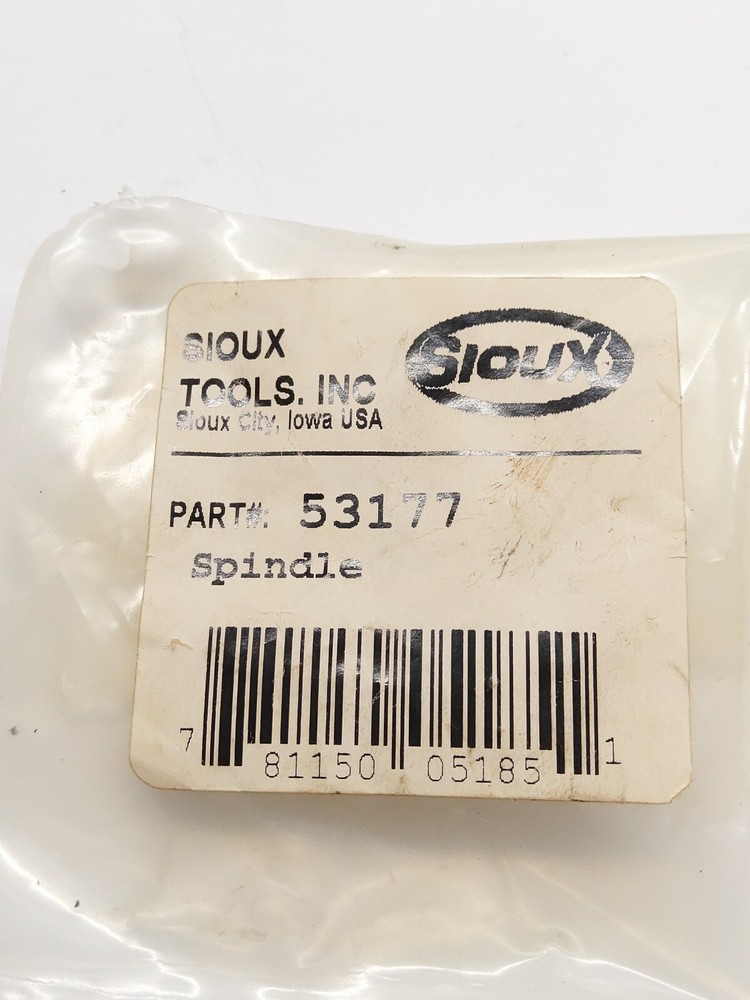 SIOUX
TOOLS. INC
Sioux City, Iowa USA
SIOUX
PART#: 53177
Spindle
7 81150 05185 1